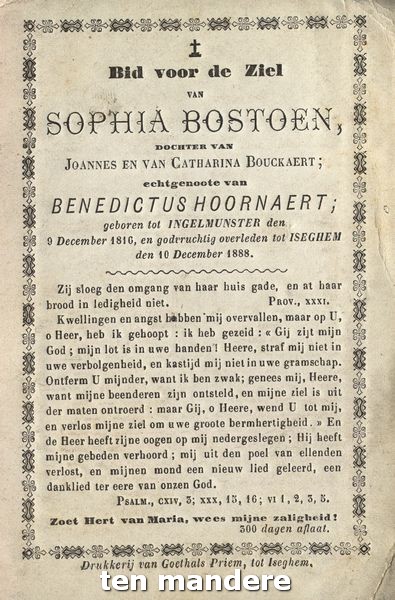 Bid voor de Ziel
VAN
SOPHIA BOSTOEN,
DOCHTER VAN
JOANNES EN VAN CATHARINA BOUCKAERT;
echtgenoote van
BENEDICTUS HOORNAERT;
geboren tot INGELMUNSTER den
9 December 1816, en godvruchtig overleden tot ISEGHEM
den 10 December 1888.
Zij sloeg den omgang van haar huis gade, en at haar
brood in ledigheid niet. PROV., XXXI.
Kwellingen en angst hebben mij overvallen, maar op U,
o Heer, heb ik gehoopt : ik heb gezeid : « Gij zijt mijn
God ; mijn lot is in uwe handen ! Heere, straf mij niet in
uwe verbolgenheid, en kastijd mij niet in uwe gramschap.
Ontferm U mijnder, want ik ben zwak; genees mij, Heere,
want mijne beenderen zijn ontsteld, en mijne ziel is uit
der maten ontroerd : maar Gij, o Heere, wend U tot mij,
en verlos mijne ziel om uwe groote bermhertigheid. » En
de Heer heeft zijne oogen op mij nedergeslegen ; Hij heeft
mijne gebeden verhoord ; mij uit den poel van ellenden
verlost, en mijnen mond een nieuw lied geleerd, een
danklied ter eere van onzen God.
PSALM., CXIV, 3; XXX, 15, 16; VI 1, 2, 3, 5.
Zoet Hert van Maria, wees mijne zaligheid!
300 dagen aflaat.
Drukkerij van Goethals Priem, tot Iseghem.
ten mandere